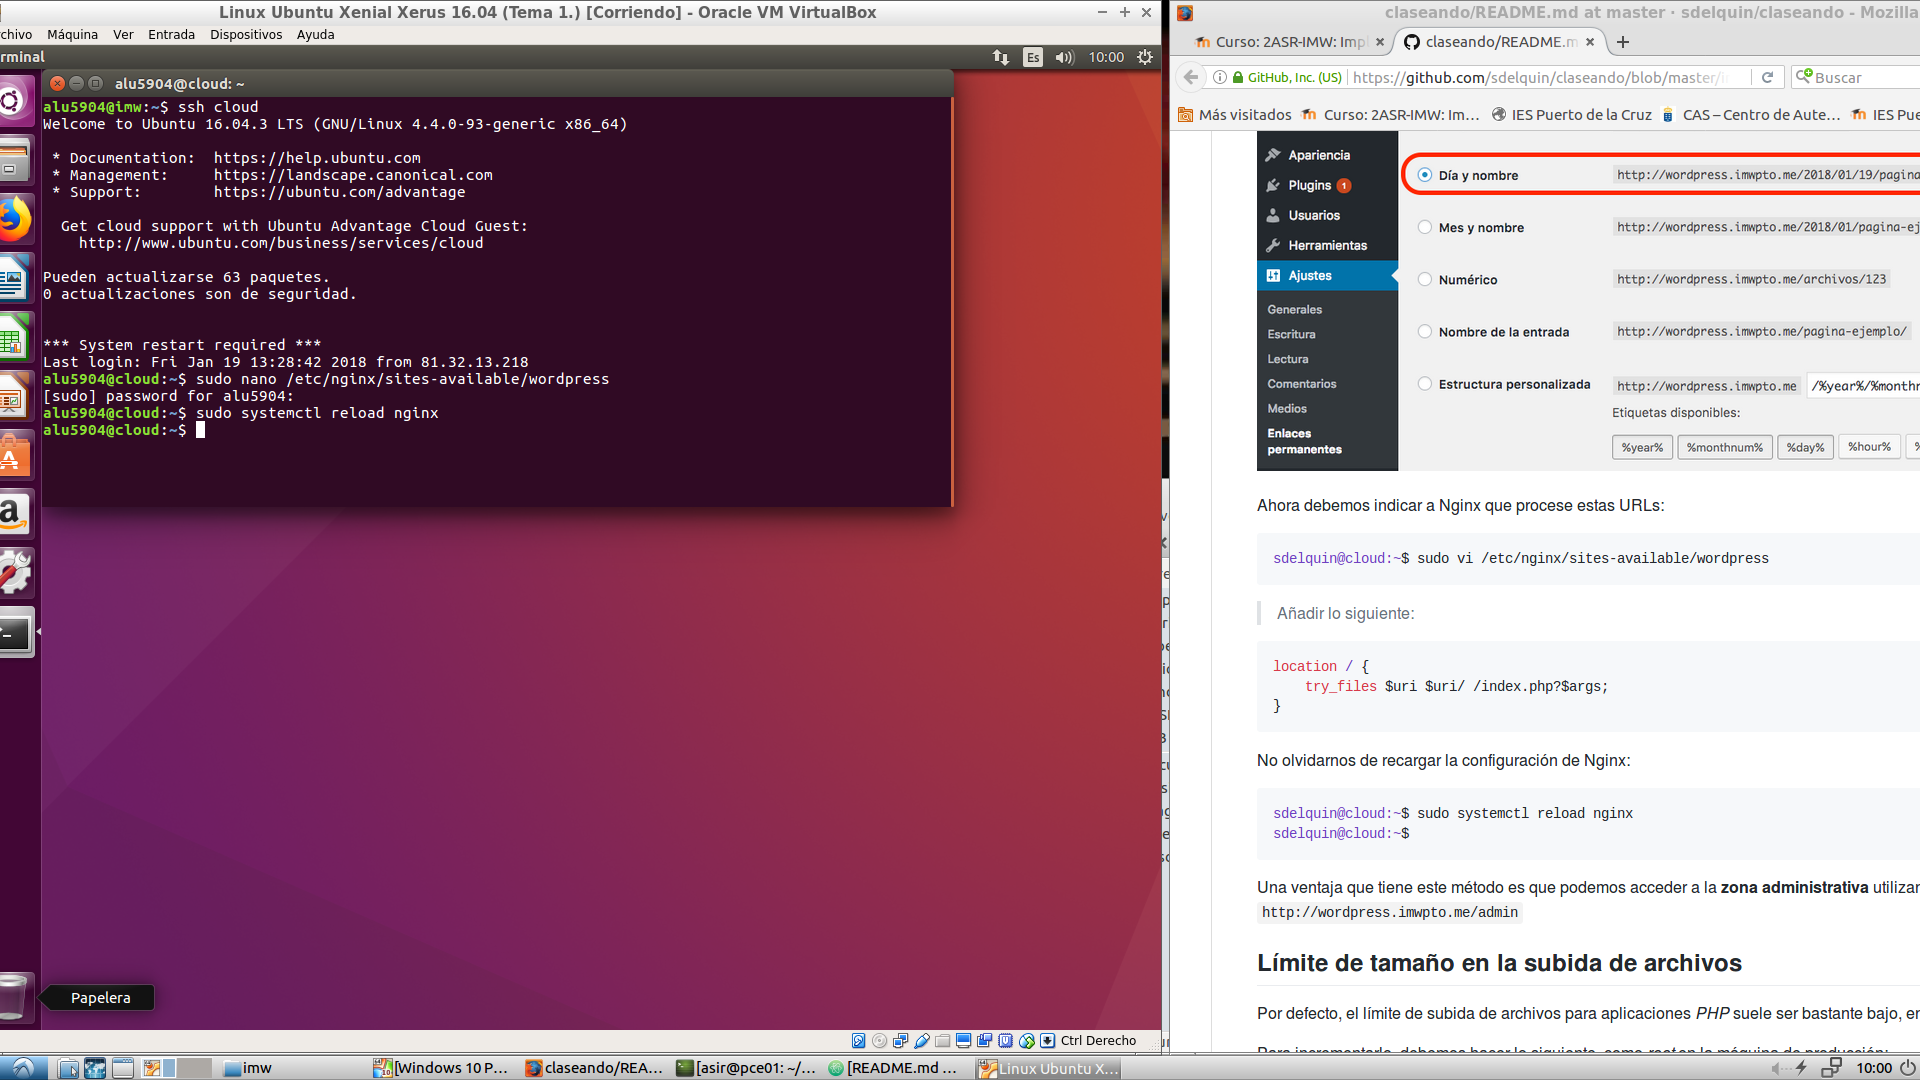 Linux Ubuntu Xenial Xerus 16.04 (Tema 1.) [Corriendo] - Oracle VM VirtualBox
chivo Máquina Ver Entrada Dispositivos Ayuda
rminal
Es
10:00
alu5904@cloud: ~
alu5904@imw:~$ ssh cloud
Welcome to Ubuntu 16.04.3 LTS (GNU/Linux 4.4.0-93-generic x86_64)
* Documentation: https://help.ubuntu.com
* Management: https://landscape.canonical.com
* Support: https://ubuntu.com/advantage
Get cloud support with Ubuntu Advantage Cloud Guest:
http://www.ubuntu.com/business/services/cloud
Pueden actualizarse 63 paquetes.
0 actualizaciones son de seguridad.
*** System restart required ***
Last login: Fri Jan 19 13:28:42 2018 from 81.32.13.218
alu5904@cloud:~$ sudo nano /etc/nginx/sites-available/wordpress
[sudo] password for alu5904:
alu5904@cloud:~$ sudo systemctl reload nginx
alu5904@cloud:~$
Papelera
Ctrl Derecho
claseando/README.md at master · sdelquin/claseando - Mozilla
Curso: 2ASR-IMW: Imp
claseando/README.m
GitHub, Inc. (US)
https://github.com/sdelquin/claseando/blob/master/i
Buscar
Más visitados
Curso: 2ASR-IMW: Im...
IES Puerto de la Cruz
CAS – Centro de Aute...
IES Pue
Apariencia
Plugins 1
Usuarios
Herramientas
Ajustes
Generales
Escritura
Lectura
Comentarios
Medios
Enlaces
permanentes
Día y nombre http://wordpress.imwpto.me/2018/01/19/pagina
Mes y nombre http://wordpress.imwpto.me/2018/01/pagina-ej
Numérico http://wordpress.imwpto.me/archivos/123
Nombre de la entrada http://wordpress.imwpto.me/pagina-ejemplo/
Estructura personalizada http://wordpress.imwpto.me /%year%/%monthn
Etiquetas disponibles:
%year% %monthnum% %day% %hour% %
Ahora debemos indicar a Nginx que procese estas URLs:
sdelquin@cloud:~$ sudo vi /etc/nginx/sites-available/wordpress
Añadir lo siguiente:
location / {
try_files $uri $uri/ /index.php?$args;
}
No olvidarnos de recargar la configuración de Nginx:
sdelquin@cloud:~$ sudo systemctl reload nginx
sdelquin@cloud:~$
Una ventaja que tiene este método es que podemos acceder a la zona administrativa utilizar
http://wordpress.imwpto.me/admin
Límite de tamaño en la subida de archivos
Por defecto, el límite de subida de archivos para aplicaciones PHP suele ser bastante bajo, en
Para incrementarlo, debemos hacer lo siguiente, como root en la máquina de producción:
imw
[Windows 10 P...
claseando/REA...
[asir@pce01: ~/...
[README.md ...
Linux Ubuntu X...
10:00